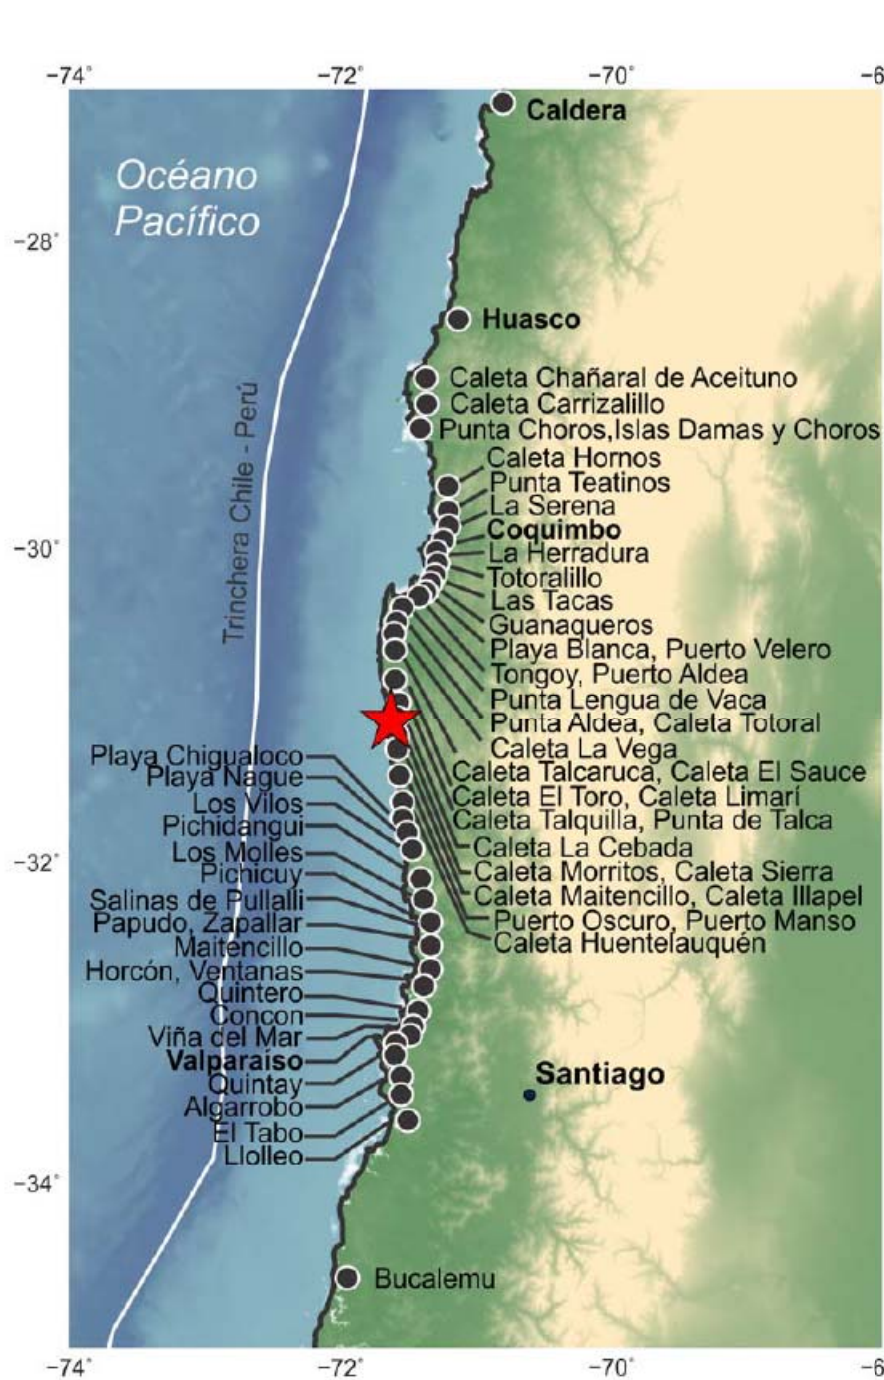 −74°
−72°
−70°
−6
Caldera
Océano
Pacífico
−28°
Huasco
Caleta Chañaral de Aceituno
Caleta Carrizalillo
Punta Choros,Islas Damas y Choros
Trinchera Chile - Perú
Caleta Hornos
Punta Teatinos
La Serena
Coquimbo
−30°
La Herradura
Totoralillo
Las Tacas
Guanaqueros
Playa Blanca, Puerto Velero
Tongoy, Puerto Aldea
Punta Lengua de Vaca
Punta Aldea, Caleta Totoral
Caleta La Vega
Caleta Talcaruca, Caleta El Sauce
Caleta El Toro, Caleta Limarí
Caleta Talquilla, Punta de Talca
Caleta La Cebada
Caleta Morritos, Caleta Sierra
Caleta Maitencillo, Caleta Illapel
Puerto Oscuro, Puerto Manso
Caleta Huentelauquén
Playa Chigualoco
Playa Ñague
Los Vilos
Pichidangui
Los Molles
−32°
Pichicuy
Salinas de Pullalli
Papudo, Zapallar
Maitencillo
Horcón, Ventanas
Quintero
Concon
Viña del Mar
Valparaíso
Quintay
Algarrobo
El Tabo
Llolleo
Santiago
−34°
Bucalemu
−74°
−72°
−70°
−6